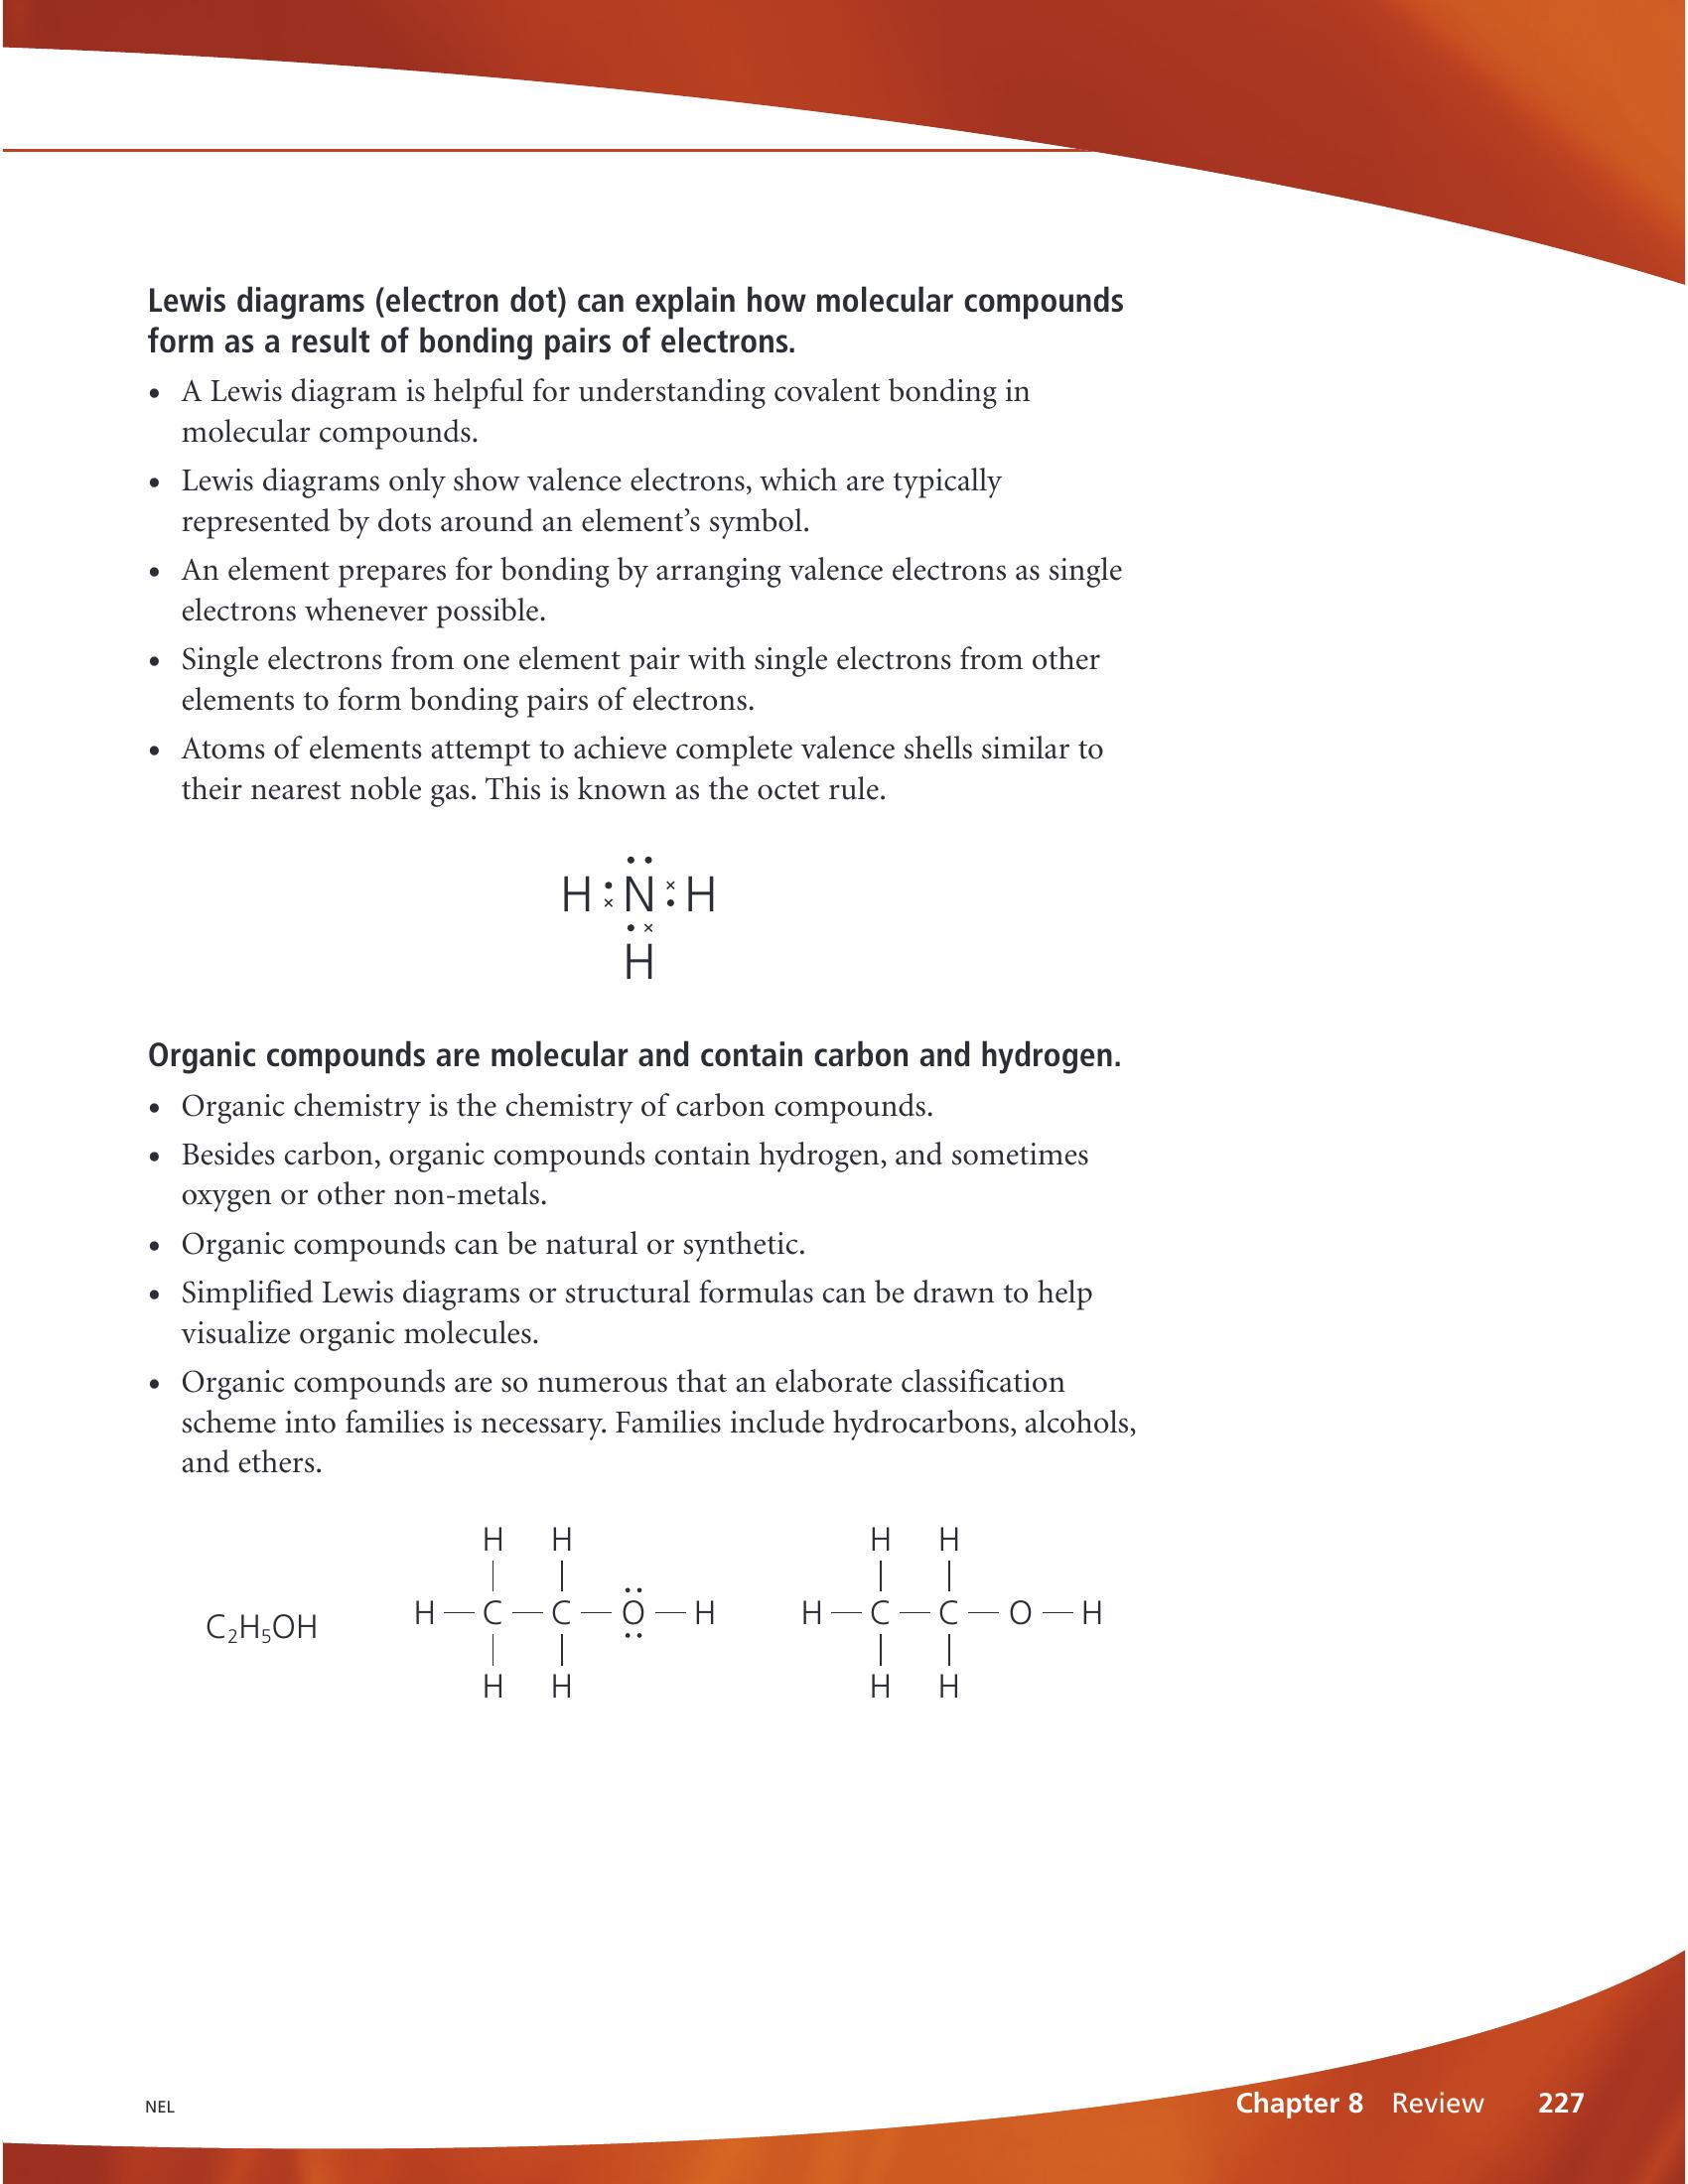 Lewis diagrams (electron dot) can explain how molecular compounds
form as a result of bonding pairs of electrons.
• A Lewis diagram is helpful for understanding covalent bonding in
molecular compounds.
• Lewis diagrams only show valence electrons, which are typically
represented by dots around an element’s symbol.
• An element prepares for bonding by arranging valence electrons as single
electrons whenever possible.
• Single electrons from one element pair with single electrons from other
elements to form bonding pairs of electrons.
• Atoms of elements attempt to achieve complete valence shells similar to
their nearest noble gas. This is known as the octet rule.
H N H
H
Organic compounds are molecular and contain carbon and hydrogen.
• Organic chemistry is the chemistry of carbon compounds.
• Besides carbon, organic compounds contain hydrogen, and sometimes
oxygen or other non-metals.
• Organic compounds can be natural or synthetic.
• Simplified Lewis diagrams or structural formulas can be drawn to help
visualize organic molecules.
• Organic compounds are so numerous that an elaborate classification
scheme into families is necessary. Families include hydrocarbons, alcohols,
and ethers.
C₂H₅OH
H H
H — C — C — O — H
H H
H H
H — C — C — O — H
H H
NEL
Chapter 8 Review 227